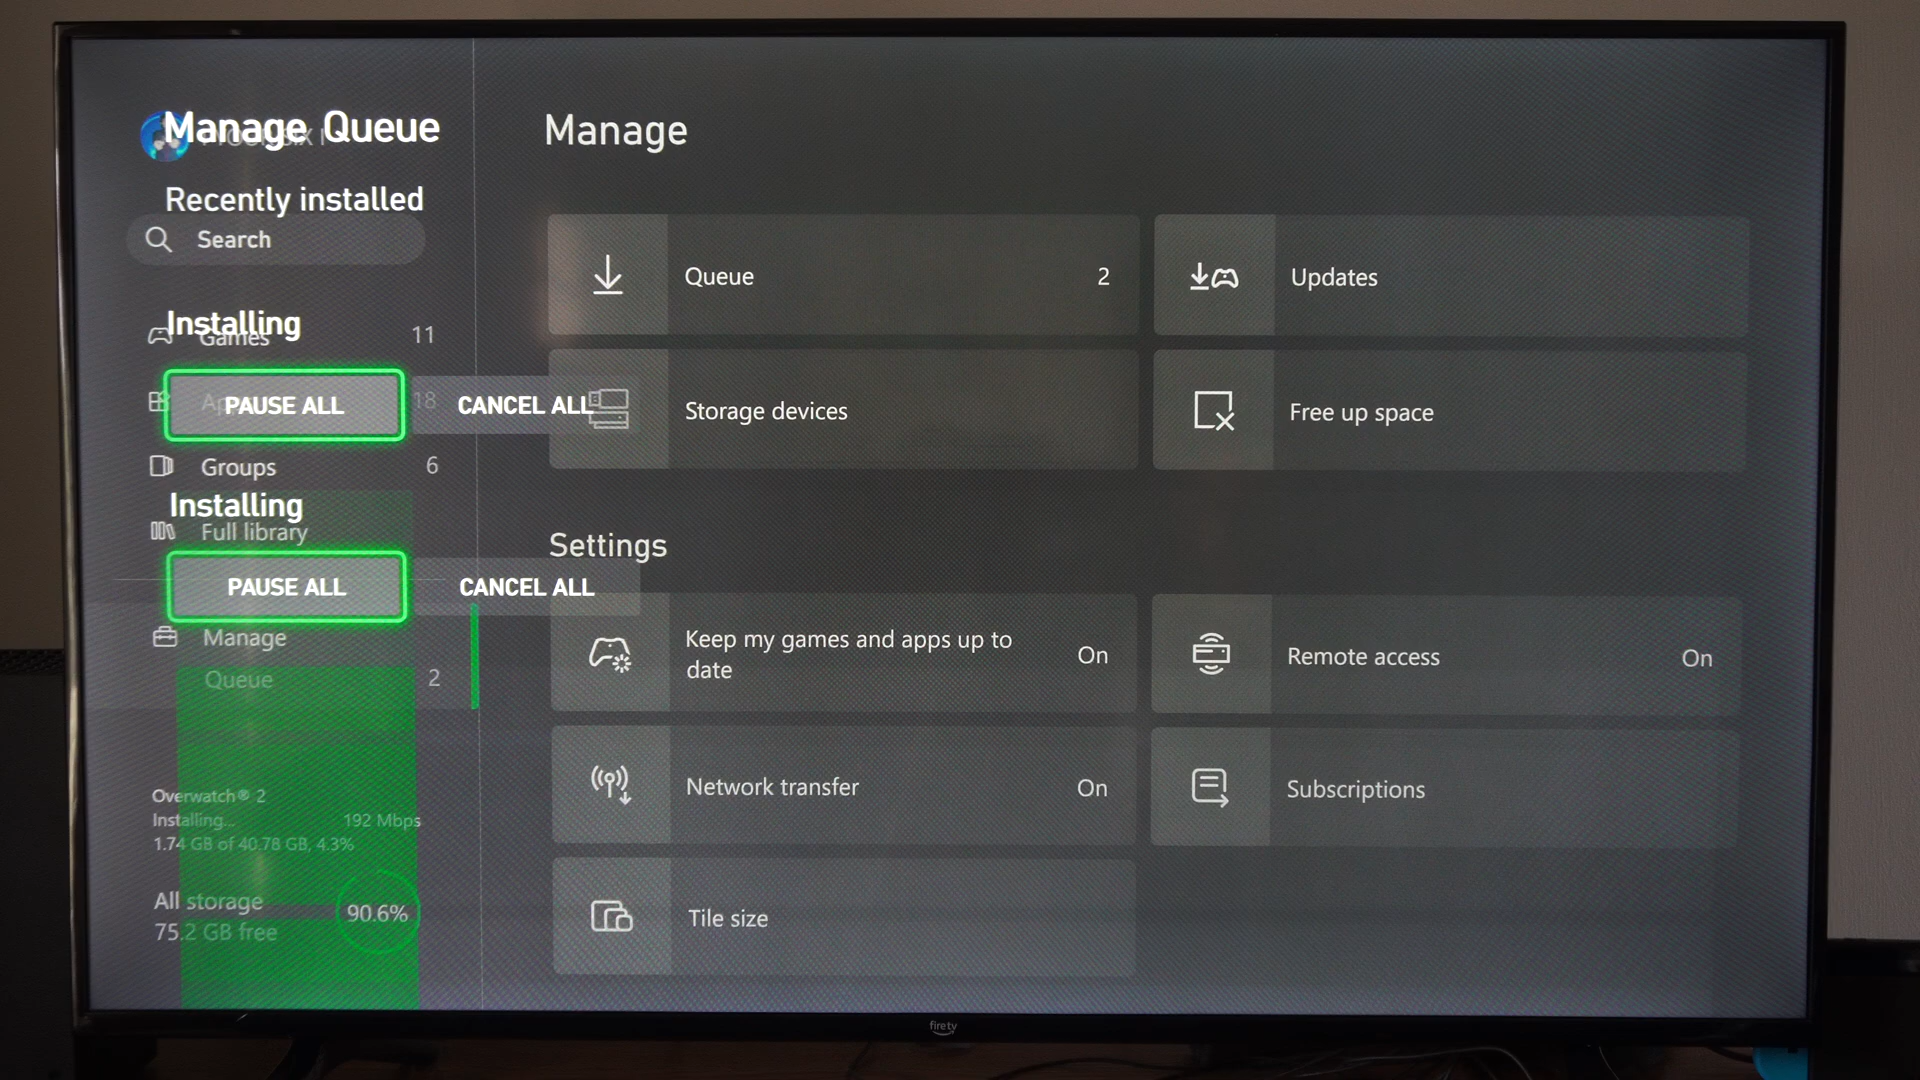 Manage Queue
Recently installed
Search
Installing
Games 11
PAUSE ALL
CANCEL ALL
18
Groups 6
Installing
Full library
PAUSE ALL
CANCEL ALL
Manage
Queue 2
Overwatch® 2
Installing... 192 Mbps
1.74 GB of 40.78 GB, 4.3%
All storage
75.2 GB free
90.6%
Manage
Queue 2
Updates
Storage devices
Free up space
Settings
Keep my games and apps up to
date
On
Remote access On
Network transfer On
Subscriptions
Tile size
firetv